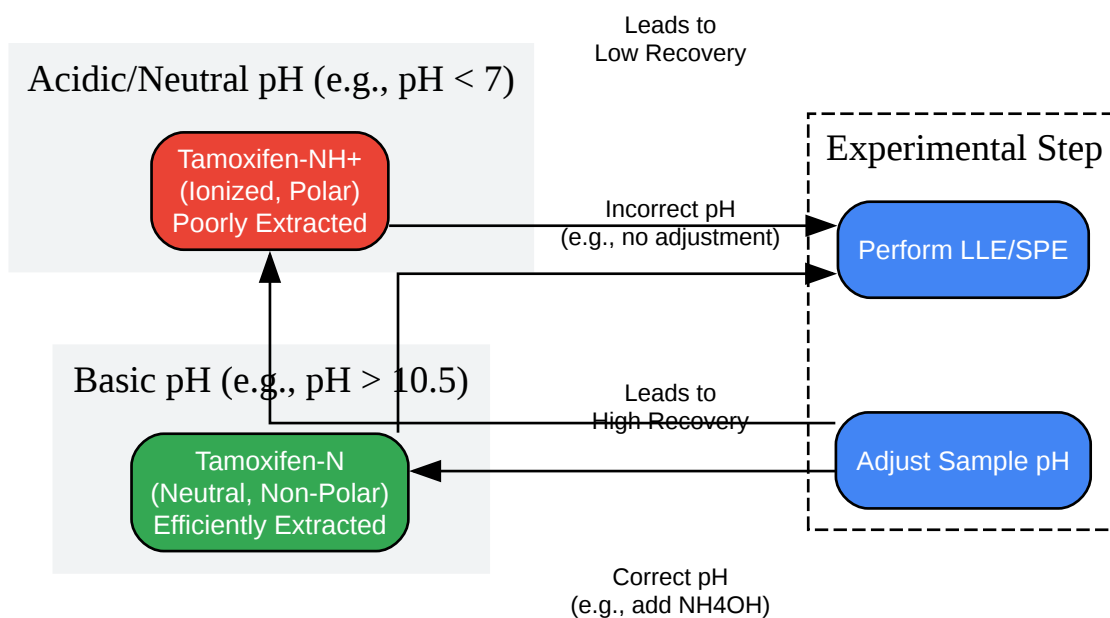 Leads to
Low Recovery
Acidic/Neutral pH (e.g., pH < 7)
Experimental Step
Tamoxifen-NH+
(Ionized, Polar)
Poorly Extracted
Incorrect pH
(e.g., no adjustment)
Perform LLE/SPE
Basic pH (e.g., pH > 10.5)
Leads to
High Recovery
Tamoxifen-N
(Neutral, Non-Polar)
Efficiently Extracted
Adjust Sample pH
Correct pH
(e.g., add NH4OH)